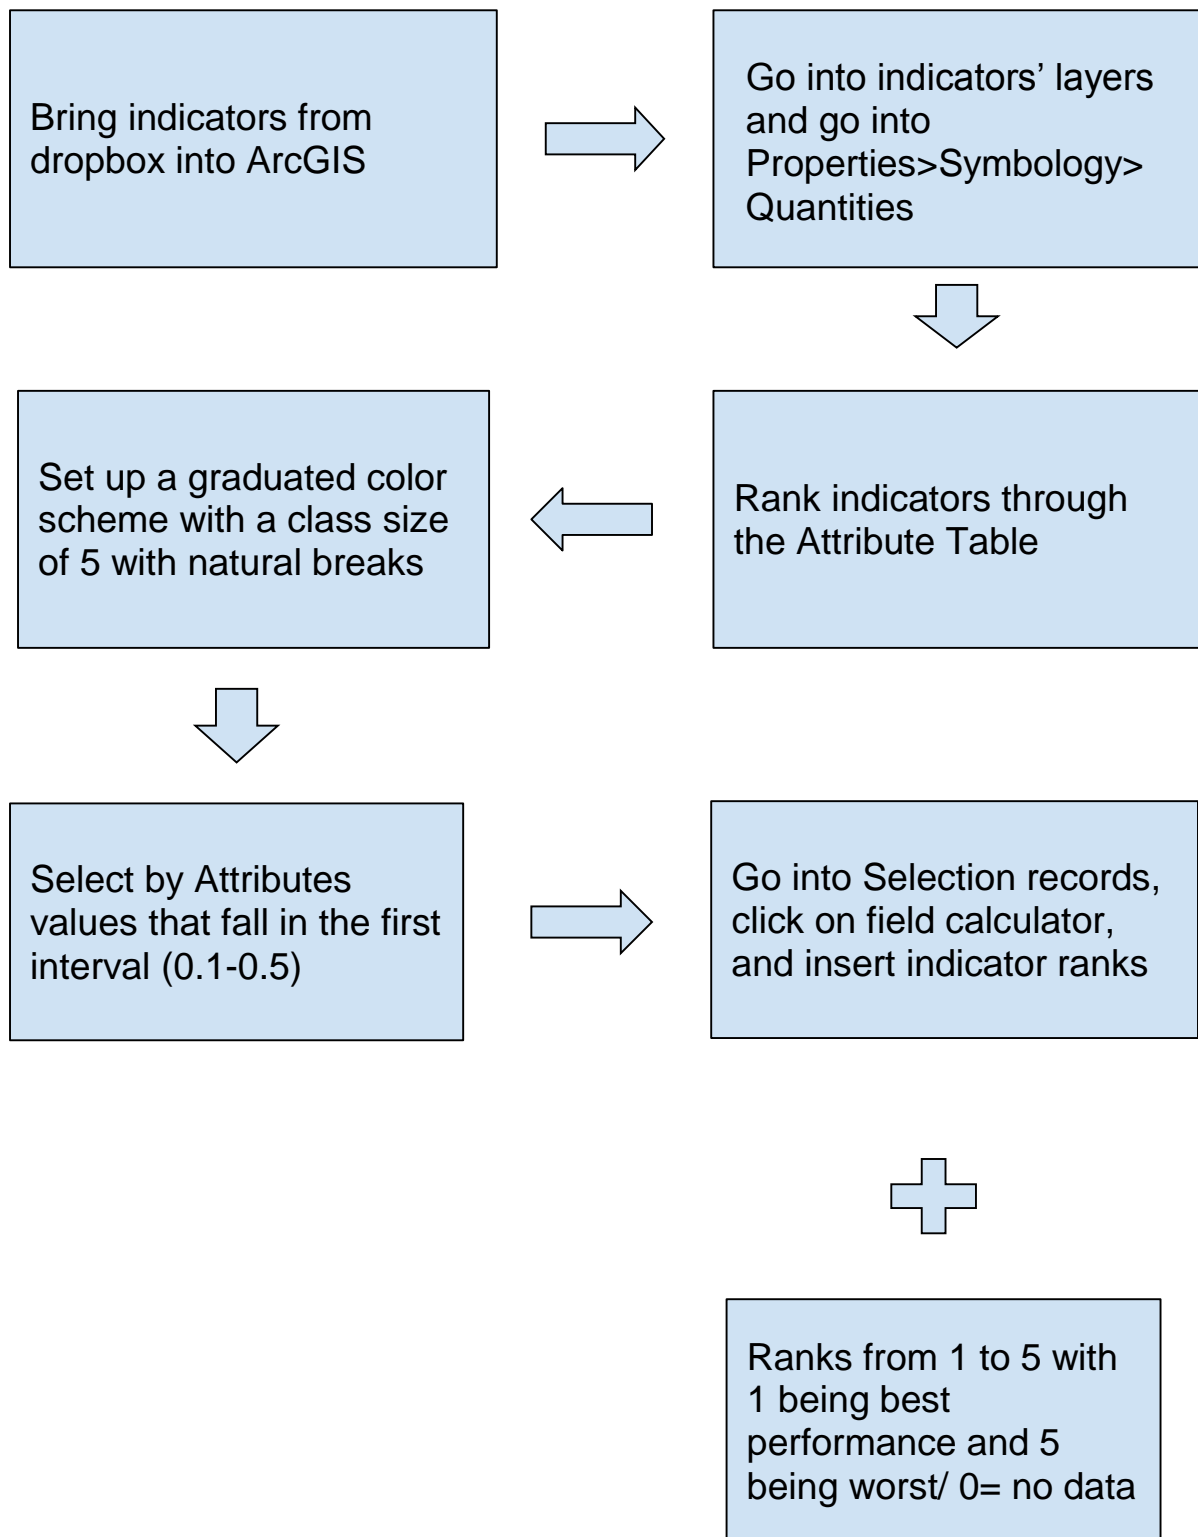 Bring indicators from
dropbox into ArcGIS
Go into indicators’ layers
and go into
Properties>Symbology>
Quantities
Rank indicators through
the Attribute Table
Set up a graduated color
scheme with a class size
of 5 with natural breaks
Select by Attributes
values that fall in the first
interval (0.1-0.5)
Go into Selection records,
click on field calculator,
and insert indicator ranks
Ranks from 1 to 5 with
1 being best
performance and 5
being worst/ 0= no data